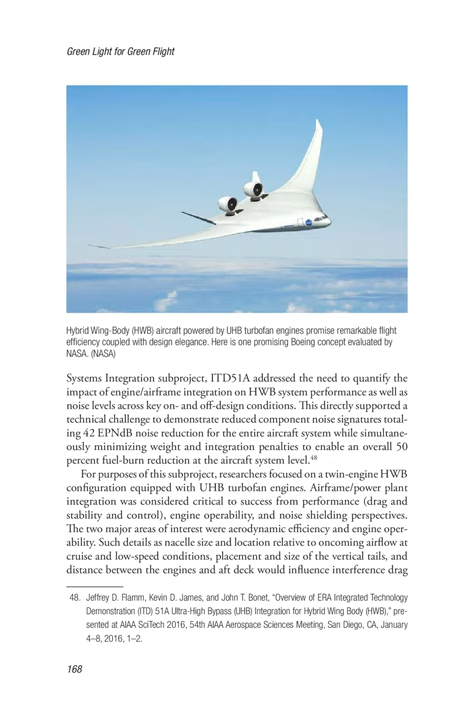 Green Light for Green Flight
Hybrid Wing-Body (HWB) aircraft powered by UHB turbofan engines promise remarkable flight
efficiency coupled with design elegance. Here is one promising Boeing concept evaluated by
NASA. (NASA)
Systems Integration subproject, ITD51A addressed the need to quantify the
impact of engine/airframe integration on HWB system performance as well as
noise levels across key on- and off-design conditions. This directly supported a
technical challenge to demonstrate reduced component noise signatures total-
ing 42 EPNdB noise reduction for the entire aircraft system while simultane-
ously minimizing weight and integration penalties to enable an overall 50
percent fuel-burn reduction at the aircraft system level.48
For purposes of this subproject, researchers focused on a twin-engine HWB
configuration equipped with UHB turbofan engines. Airframe/power plant
integration was considered critical to success from performance (drag and
stability and control), engine operability, and noise shielding perspectives.
The two major areas of interest were aerodynamic efficiency and engine oper-
ability. Such details as nacelle size and location relative to oncoming airflow at
cruise and low-speed conditions, placement and size of the vertical tails, and
distance between the engines and aft deck would influence interference drag
48. Jeffrey D. Flamm, Kevin D. James, and John T. Bonet, "Overview of ERA Integrated Technology
Demonstration (ITD) 51A Ultra-High Bypass (UHB) Integration for Hybrid Wing Body (HWB)," pre-
sented at AIAA SciTech 2016, 54th AIAA Aerospace Sciences Meeting, San Diego, CA, January
4–8, 2016, 1–2.
168